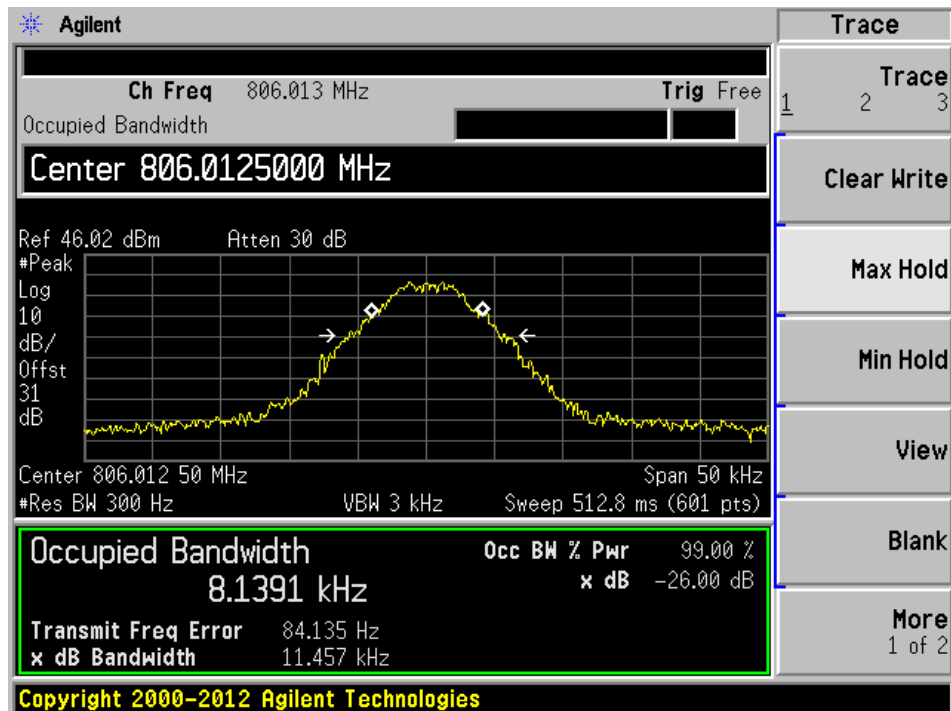 Agilent
Trace
Ch Freq 806.013 MHz Trig Free
Occupied Bandwidth
Center 806.0125000 MHz
Ref 46.02 dBm Atten 30 dB
#Peak
Log
10
dB/
Offst
31
dB
Center 806.012 50 MHz Span 50 kHz
#Res BW 300 Hz VBW 3 kHz Sweep 512.8 ms (601 pts)
Occupied Bandwidth
8.1391 kHz
Occ BW % Pwr 99.00 %
x dB -26.00 dB
Transmit Freq Error 84.135 Hz
x dB Bandwidth 11.457 kHz
Copyright 2000-2012 Agilent Technologies
Trace
1 2 3
Clear Write
Max Hold
Min Hold
View
Blank
More
1 of 2